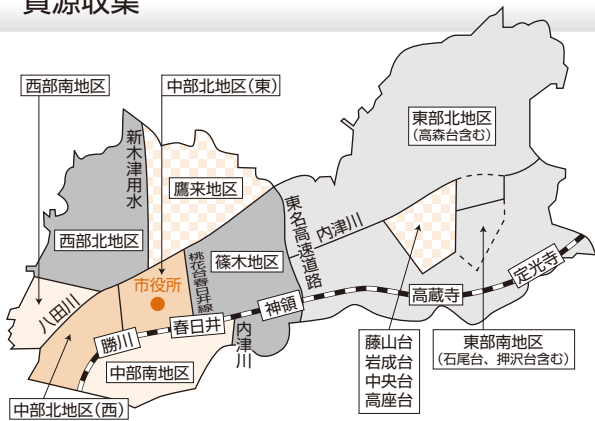 資源収集
西部南地区
中部北地区(東)
東部北地区
(高森台含む)
新木津用水
鷹来地区
東名高速道路
内津川
西部北地区
桃花台春日井線
篠木地区
市役所
定光寺
八田川
神領
高蔵寺
春日井
勝川
内津川
中部南地区
藤山台
岩成台
中央台
高座台
東部南地区
(石尾台、押沢台含む)
中部北地区(西)